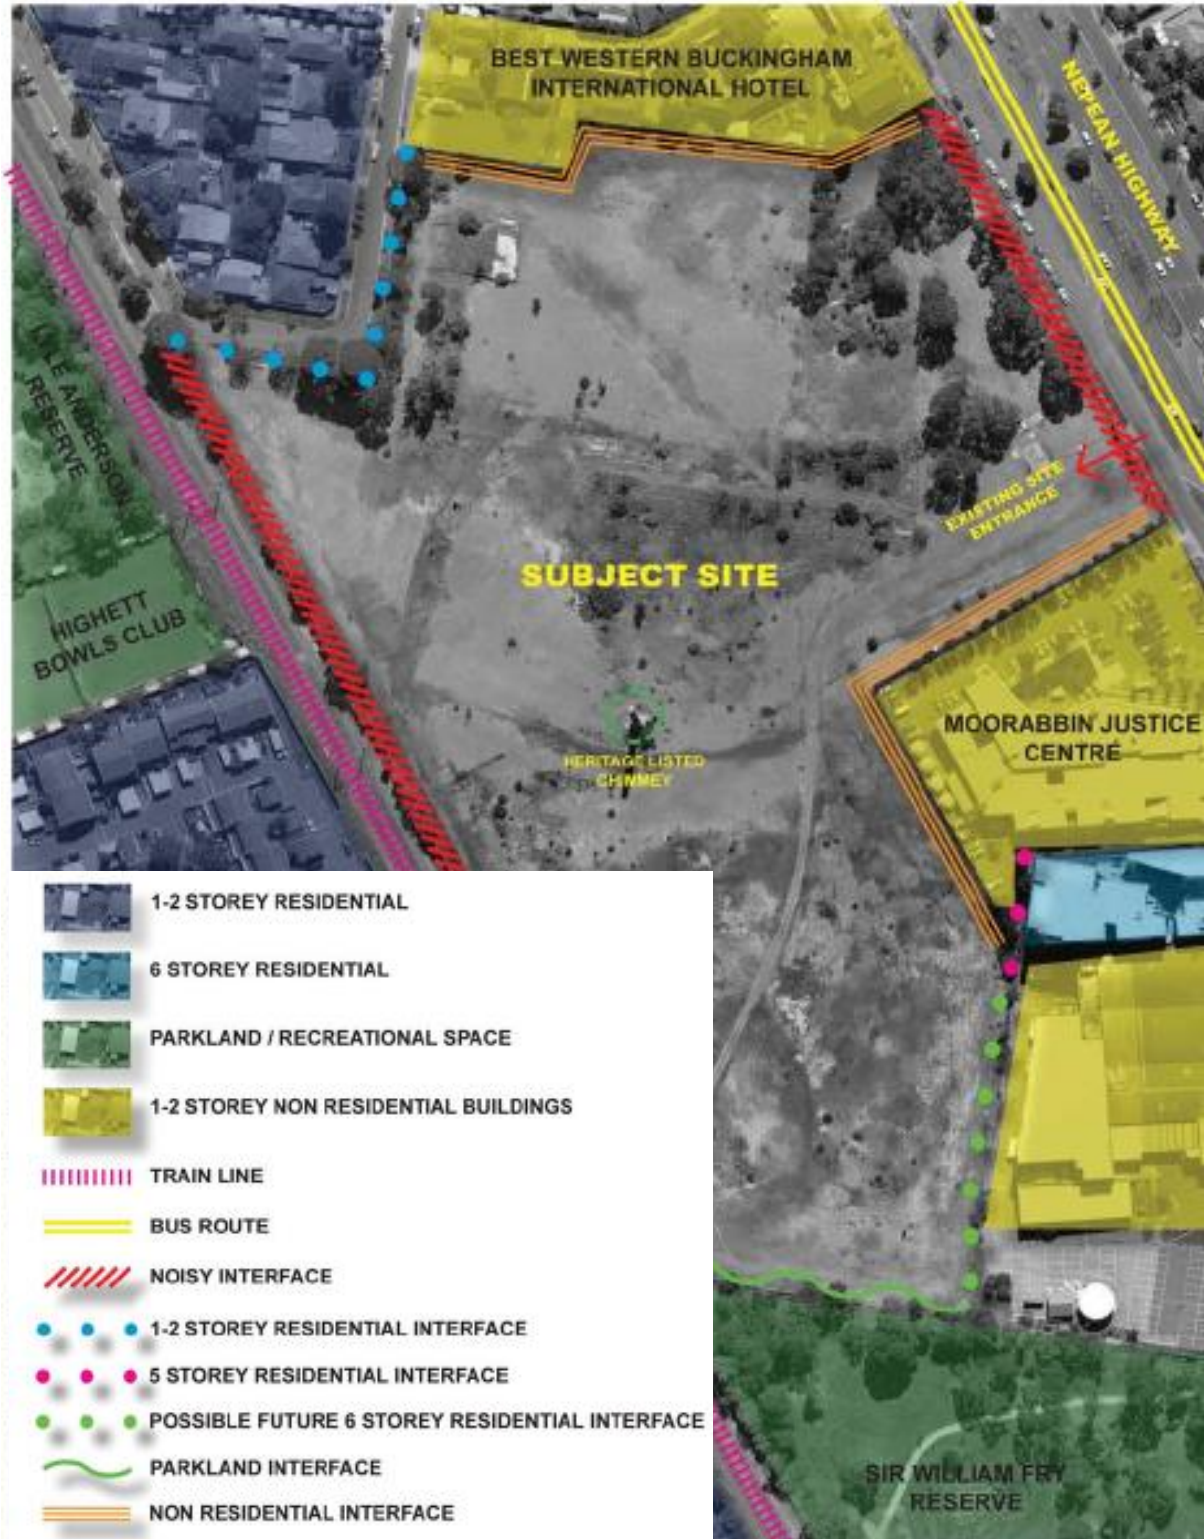 BEST WESTERN BUCKINGHAM
INTERNATIONAL HOTEL
NEPEAN HIGHWAY
LE ANDERSON
RESERVE
EXISTING SITE
ENTRANCE
SUBJECT SITE
HIGHETT
BOWLS CLUB
MOORABBIN JUSTICE
CENTRE
HERITAGE LISTED
CHIMNEY
1-2 STOREY RESIDENTIAL
6 STOREY RESIDENTIAL
PARKLAND / RECREATIONAL SPACE
1-2 STOREY NON RESIDENTIAL BUILDINGS
TRAIN LINE
BUS ROUTE
NOISY INTERFACE
1-2 STOREY RESIDENTIAL INTERFACE
5 STOREY RESIDENTIAL INTERFACE
POSSIBLE FUTURE 6 STOREY RESIDENTIAL INTERFACE
PARKLAND INTERFACE
NON RESIDENTIAL INTERFACE
SIR WILLIAM FRY
RESERVE